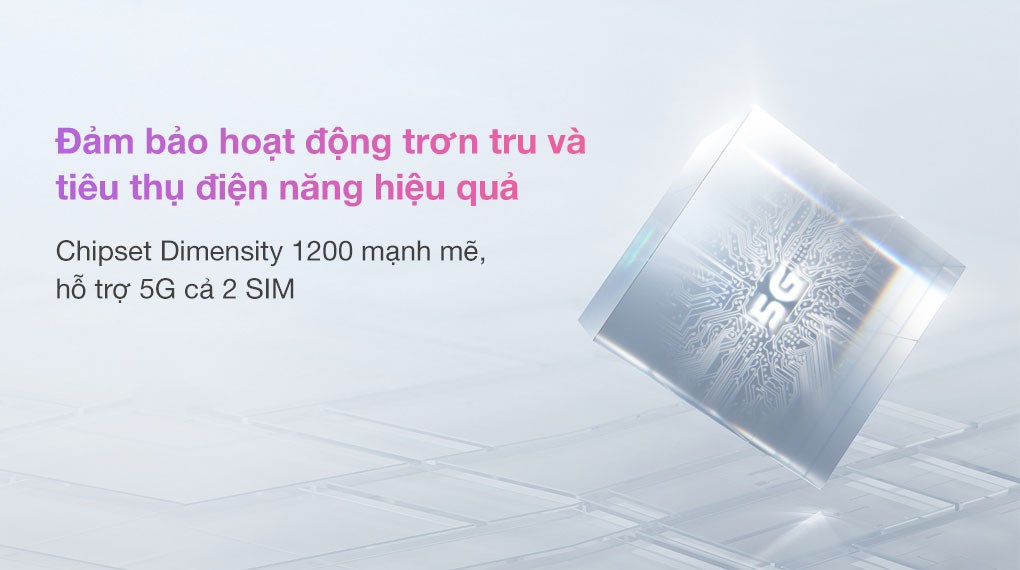 Đảm bảo hoạt động trơn tru và
tiêu thụ điện năng hiệu quả
Chipset Dimensity 1200 mạnh mẽ,
hỗ trợ 5G cả 2 SIM
5G